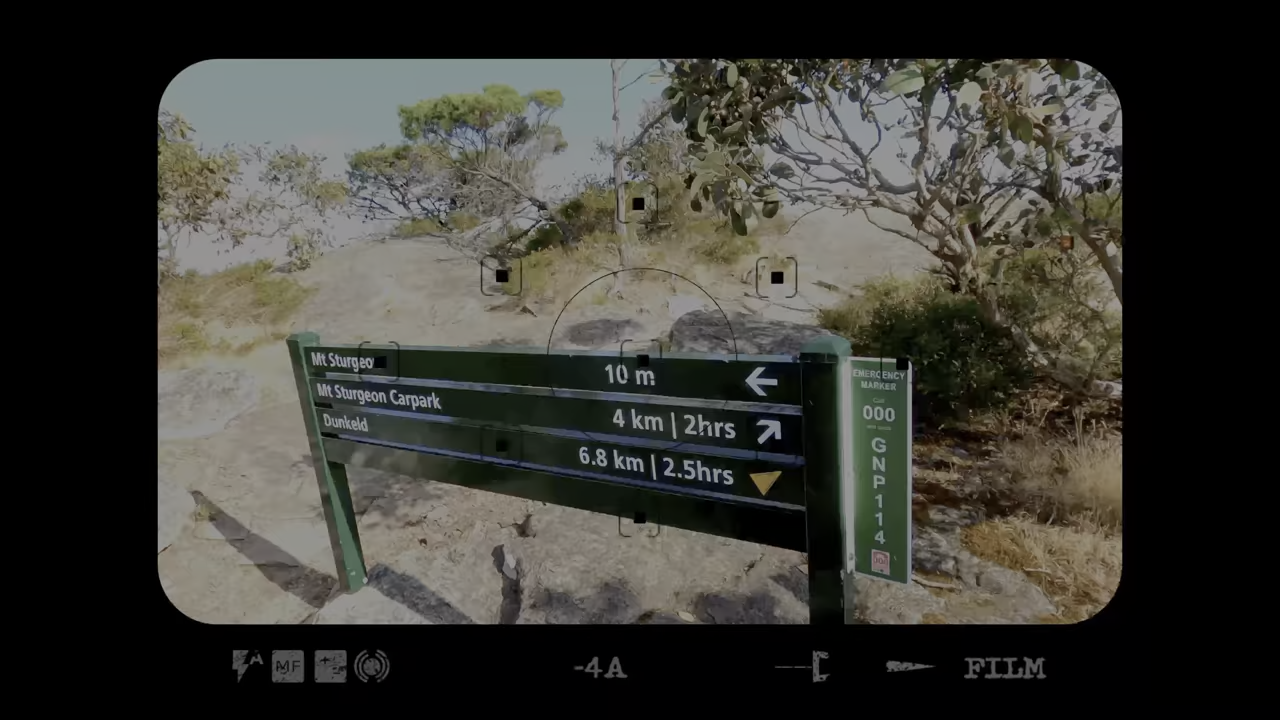 Mt Sturgeon
10 m
Mt Sturgeon Carpark
4 km | 2hrs
Dunkeld
6.8 km | 2.5hrs
EMERGENCY
MARKER
Call
000
GNP114
MF
-4A
FILM